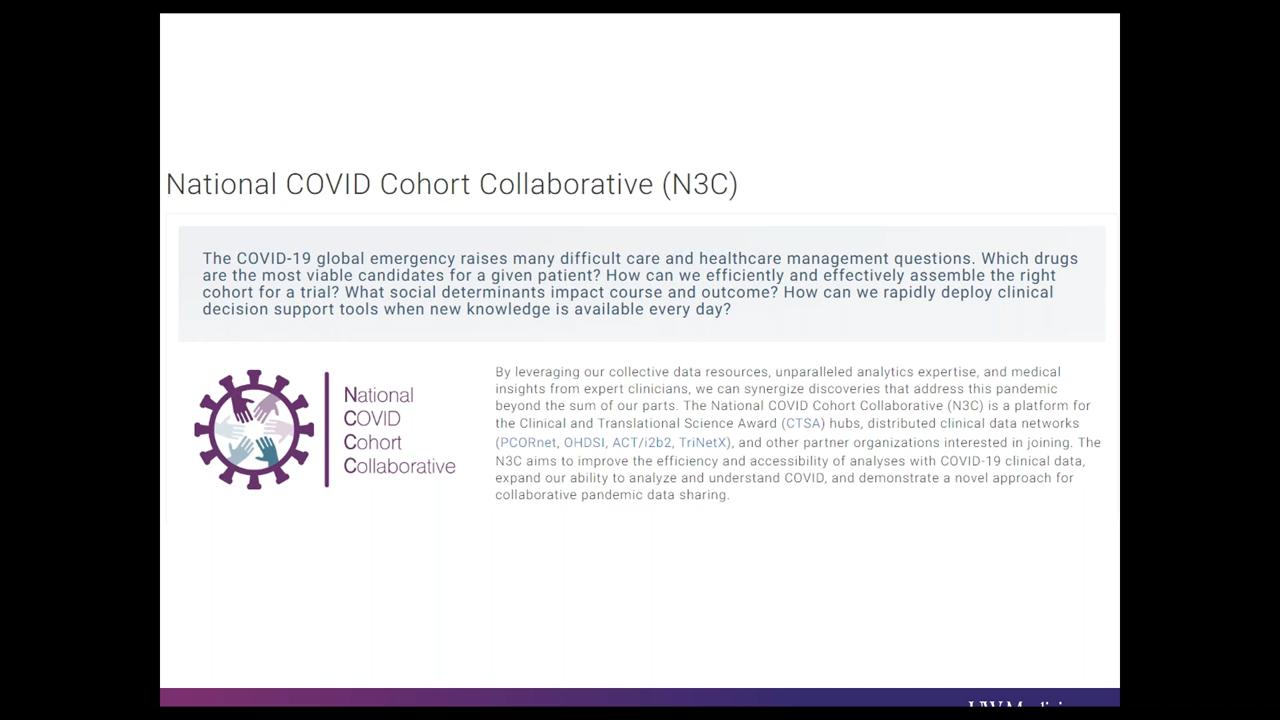 National COVID Cohort Collaborative (N3C)
The COVID-19 global emergency raises many difficult care and healthcare management questions. Which drugs
are the most viable candidates for a given patient? How can we efficiently and effectively assemble the right
cohort for a trial? What social determinants impact course and outcome? How can we rapidly deploy clinical
decision support tools when new knowledge is available every day?
National
COVID
Cohort
Collaborative
By leveraging our collective data resources, unparalleled analytics expertise, and medical
insights from expert clinicians, we can synergize discoveries that address this pandemic
beyond the sum of our parts. The National COVID Cohort Collaborative (N3C) is a platform for
the Clinical and Translational Science Award (CTSA) hubs, distributed clinical data networks
(PCORnet, OHDSI, ACT/i2b2, TriNetX), and other partner organizations interested in joining. The
N3C aims to improve the efficiency and accessibility of analyses with COVID-19 clinical data,
expand our ability to analyze and understand COVID, and demonstrate a novel approach for
collaborative pandemic data sharing.